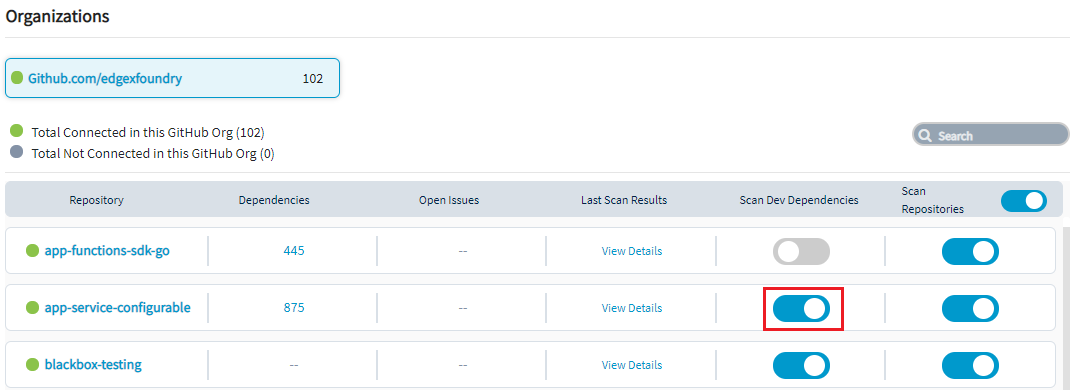 Organizations
Github.com/edgexfoundry 102
Total Connected in this GitHub Org (102)
Total Not Connected in this GitHub Org (0)
Search
Repository Dependencies Open Issues Last Scan Results Scan Dev Dependencies Scan Repositories
app-functions-sdk-go 445 -- View Details
app-service-configurable 875 -- View Details
blackbox-testing -- -- View Details